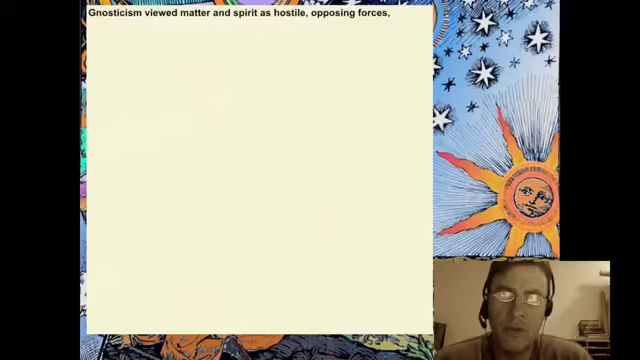 Gnosticism viewed matter and spirit as hostile, opposing forces,